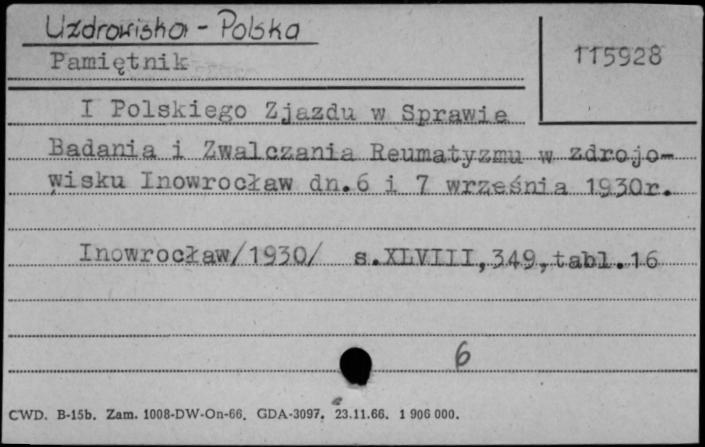 Uzdrowiska - Polska
Pamiętnik
115928
I Polskiego Zjazdu w Sprawie
Badania i Zwalczania Reumatyzmu w zdrojo-
wisku Inowrocław dn.6 i 7 września 1930r.
Inowrocław/1930/ s.XLVIII,349,tabl.16
6
CWD. B-15b. Zam. 1008-DW-On-66. GDA-3097. 23.11.66. 1 906 000.